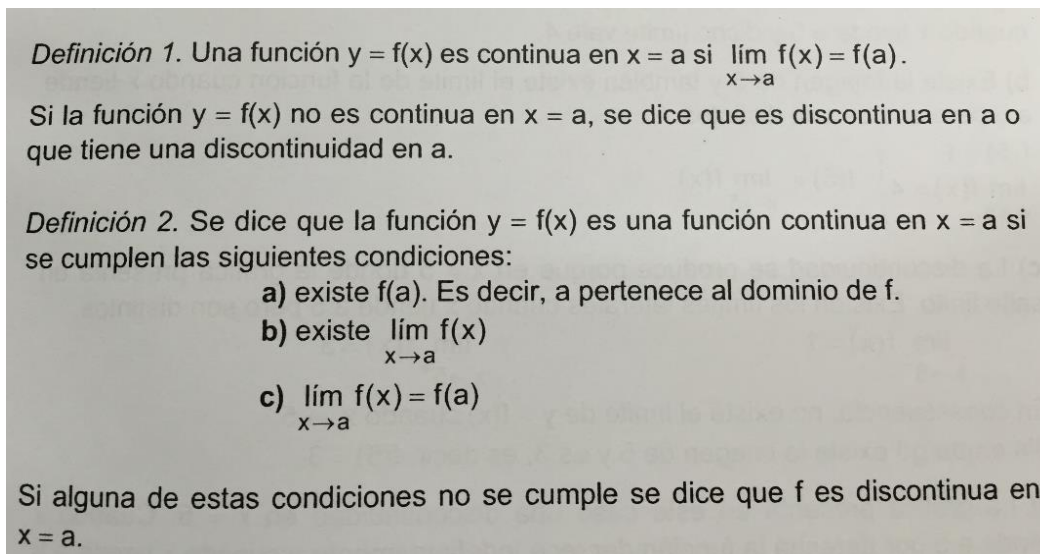 Definición 1. Una función y = f(x) es continua en x = a si lím f(x) = f(a).
x→a
Si la función y = f(x) no es continua en x = a, se dice que es discontinua en a o
que tiene una discontinuidad en a.
Definición 2. Se dice que la función y = f(x) es una función continua en x = a si
se cumplen las siguientes condiciones:
a) existe f(a). Es decir, a pertenece al dominio de f.
b) existe lím f(x)
x→a
c) lím f(x) = f(a)
x→a
Si alguna de estas condiciones no se cumple se dice que f es discontinua en
x = a.